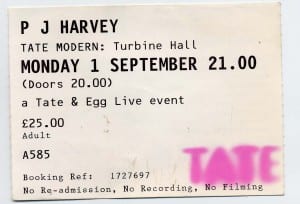 P J HARVEY
TATE MODERN: Turbine Hall
MONDAY 1 SEPTEMBER 21.00
(Doors 20.00)
a Tate & Egg Live event
£25.00
Adult
A585
Booking Ref: 1727697
TATE
No Re-admission, No Recording, No Filming